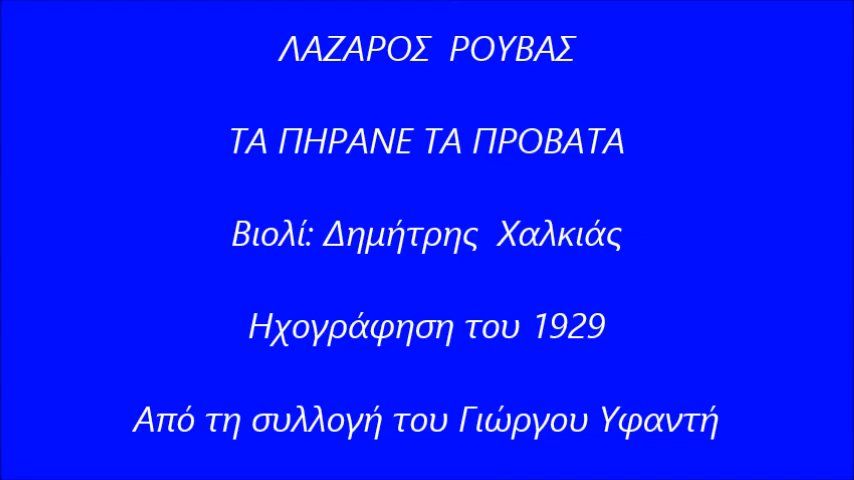 ΛΑΖΑΡΟΣ ΡΟΥΒΑΣ
ΤΑ ΠΗΡΑΝΕ ΤΑ ΠΡΟΒΑΤΑ
Βιολί: Δημήτρης Χαλκιάς
Ηχογράφηση του 1929
Από τη συλλογή του Γιώργου Υφαντή